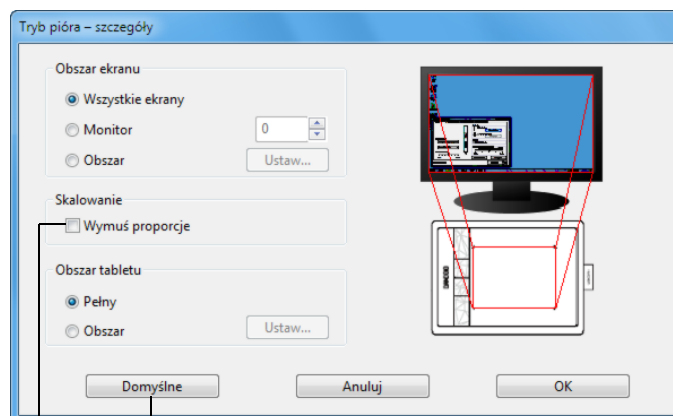 Tryb pióra – szczegóły
Obszar ekranu
Wszystkie ekrany
Monitor
0
Obszar
Ustaw...
Skalowanie
Wymuś proporcje
Obszar tabletu
Pełny
Obszar
Ustaw...
Domyślne
Anuluj
OK